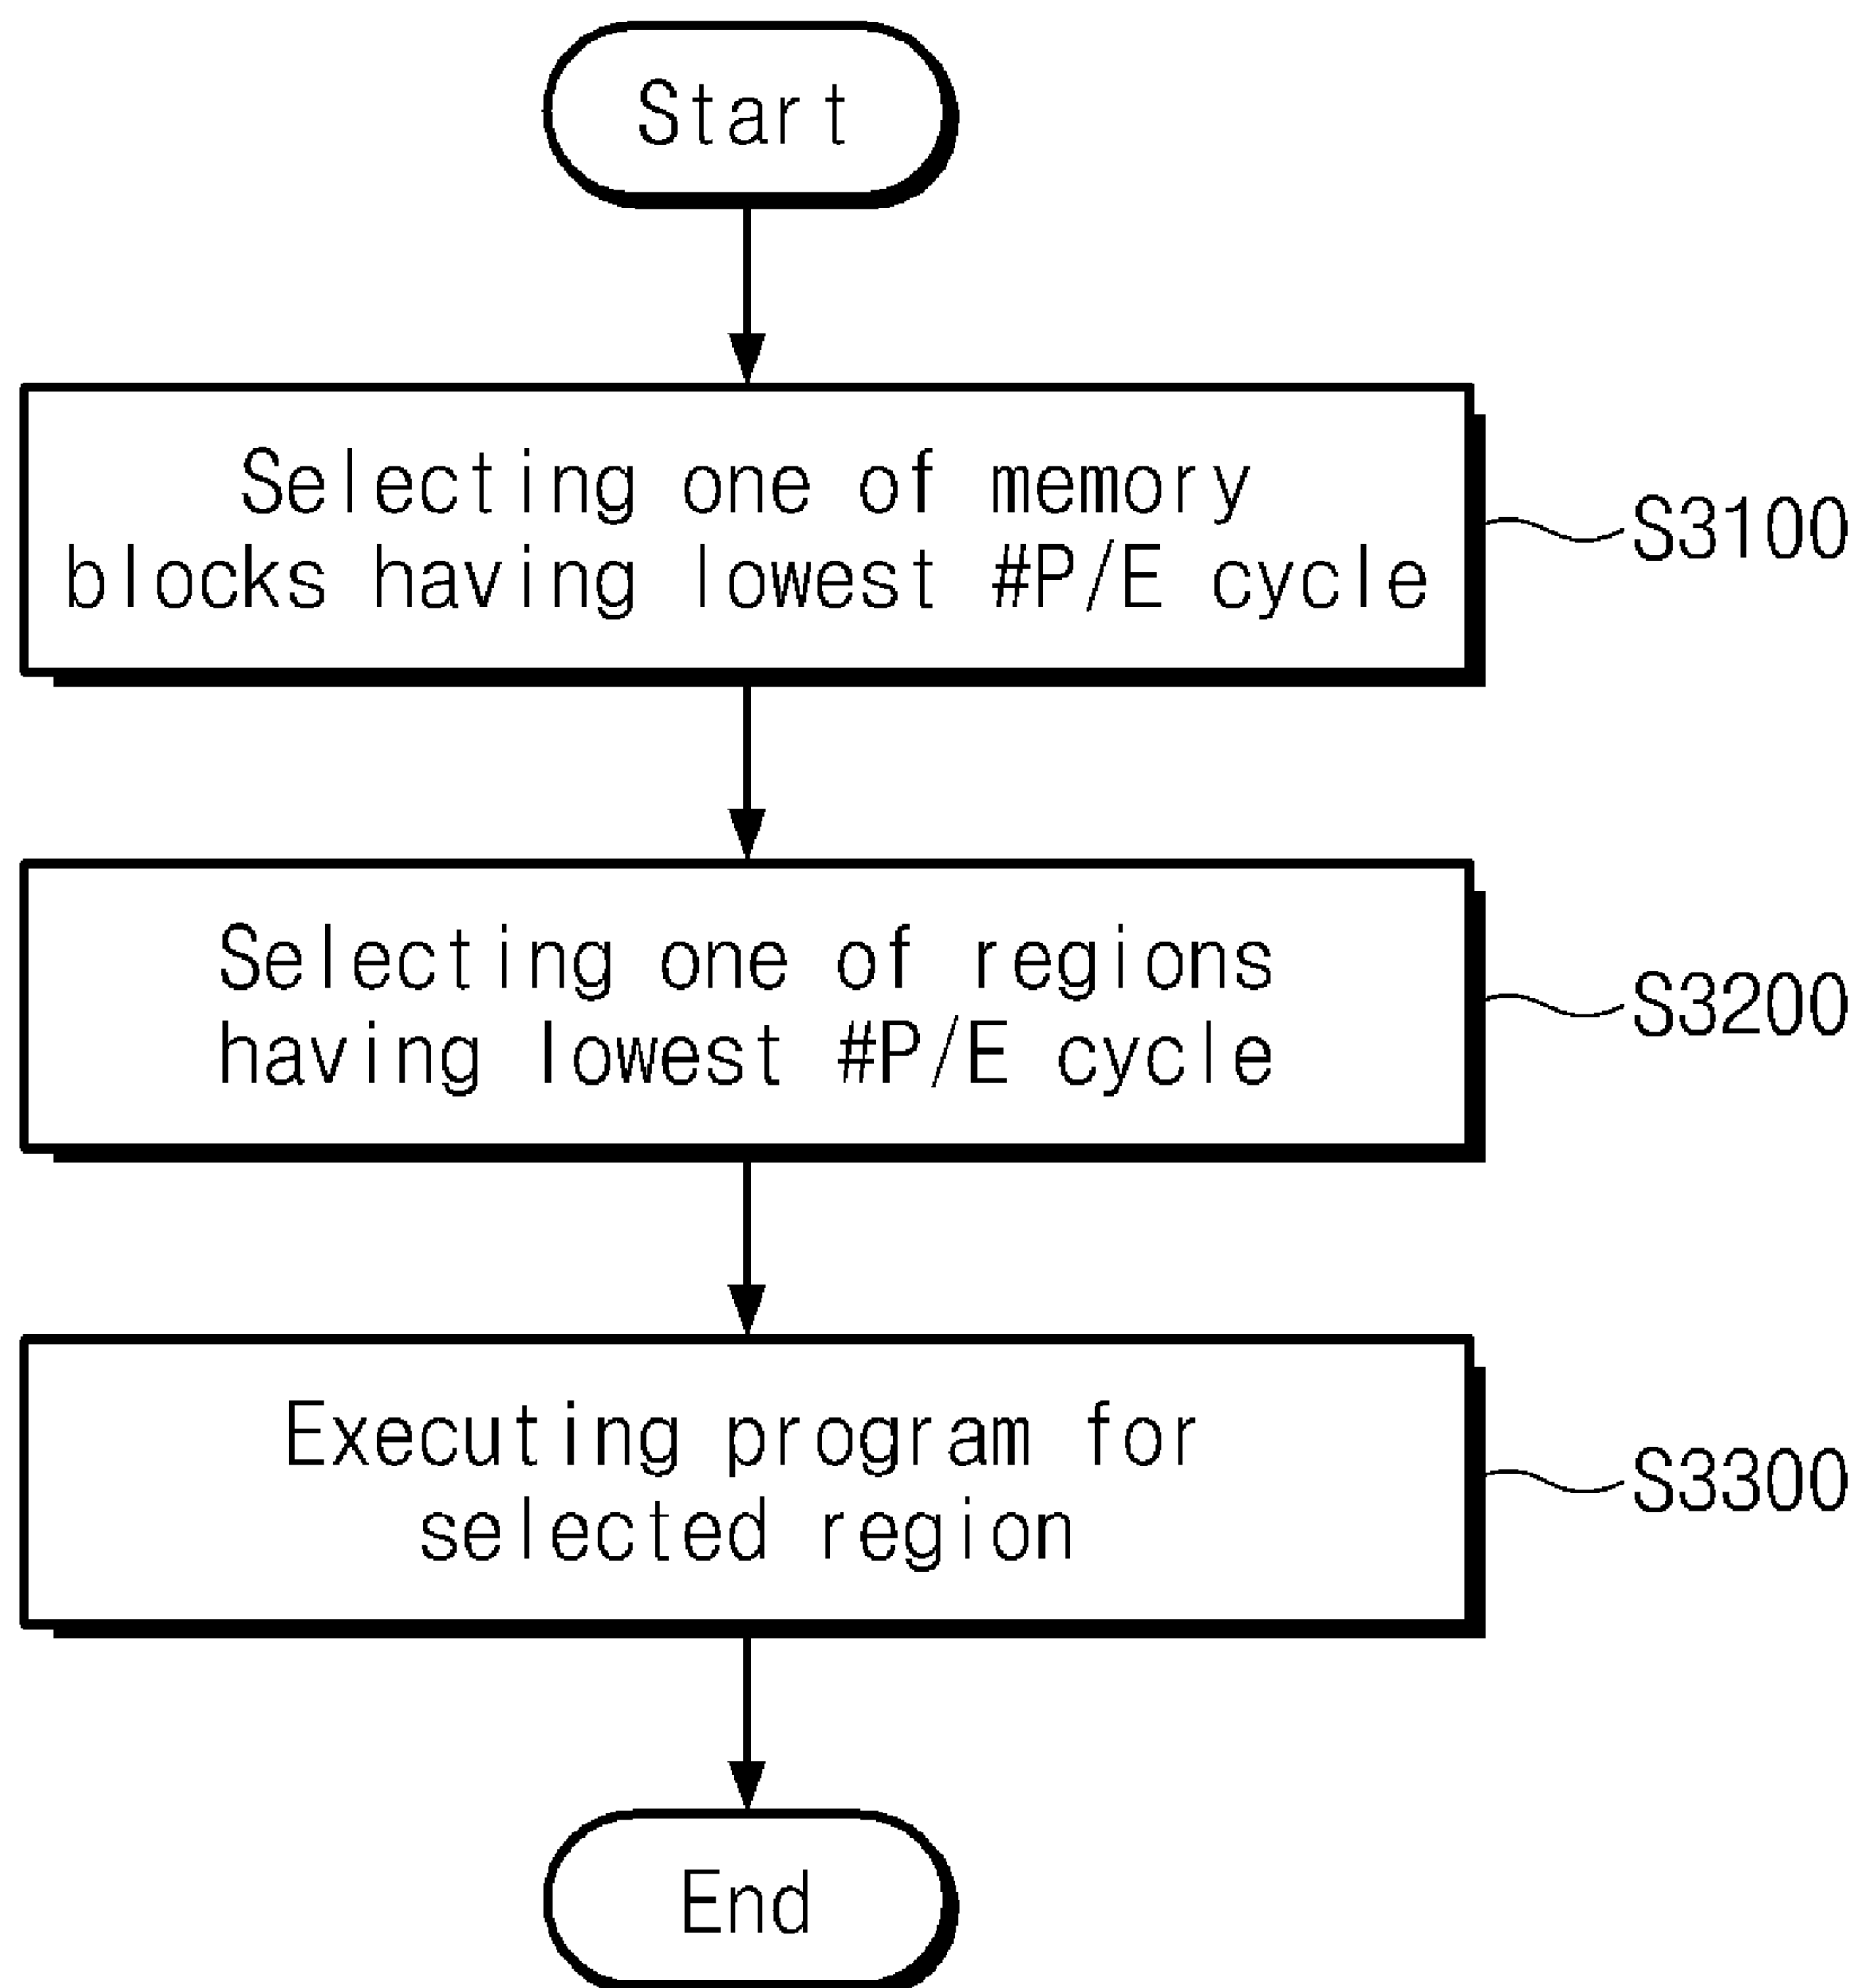 Start
Selecting one of memory
blocks having lowest #P/E cycle
S3100
Selecting one of regions
having lowest #P/E cycle
S3200
Executing program for
selected region
S3300
End